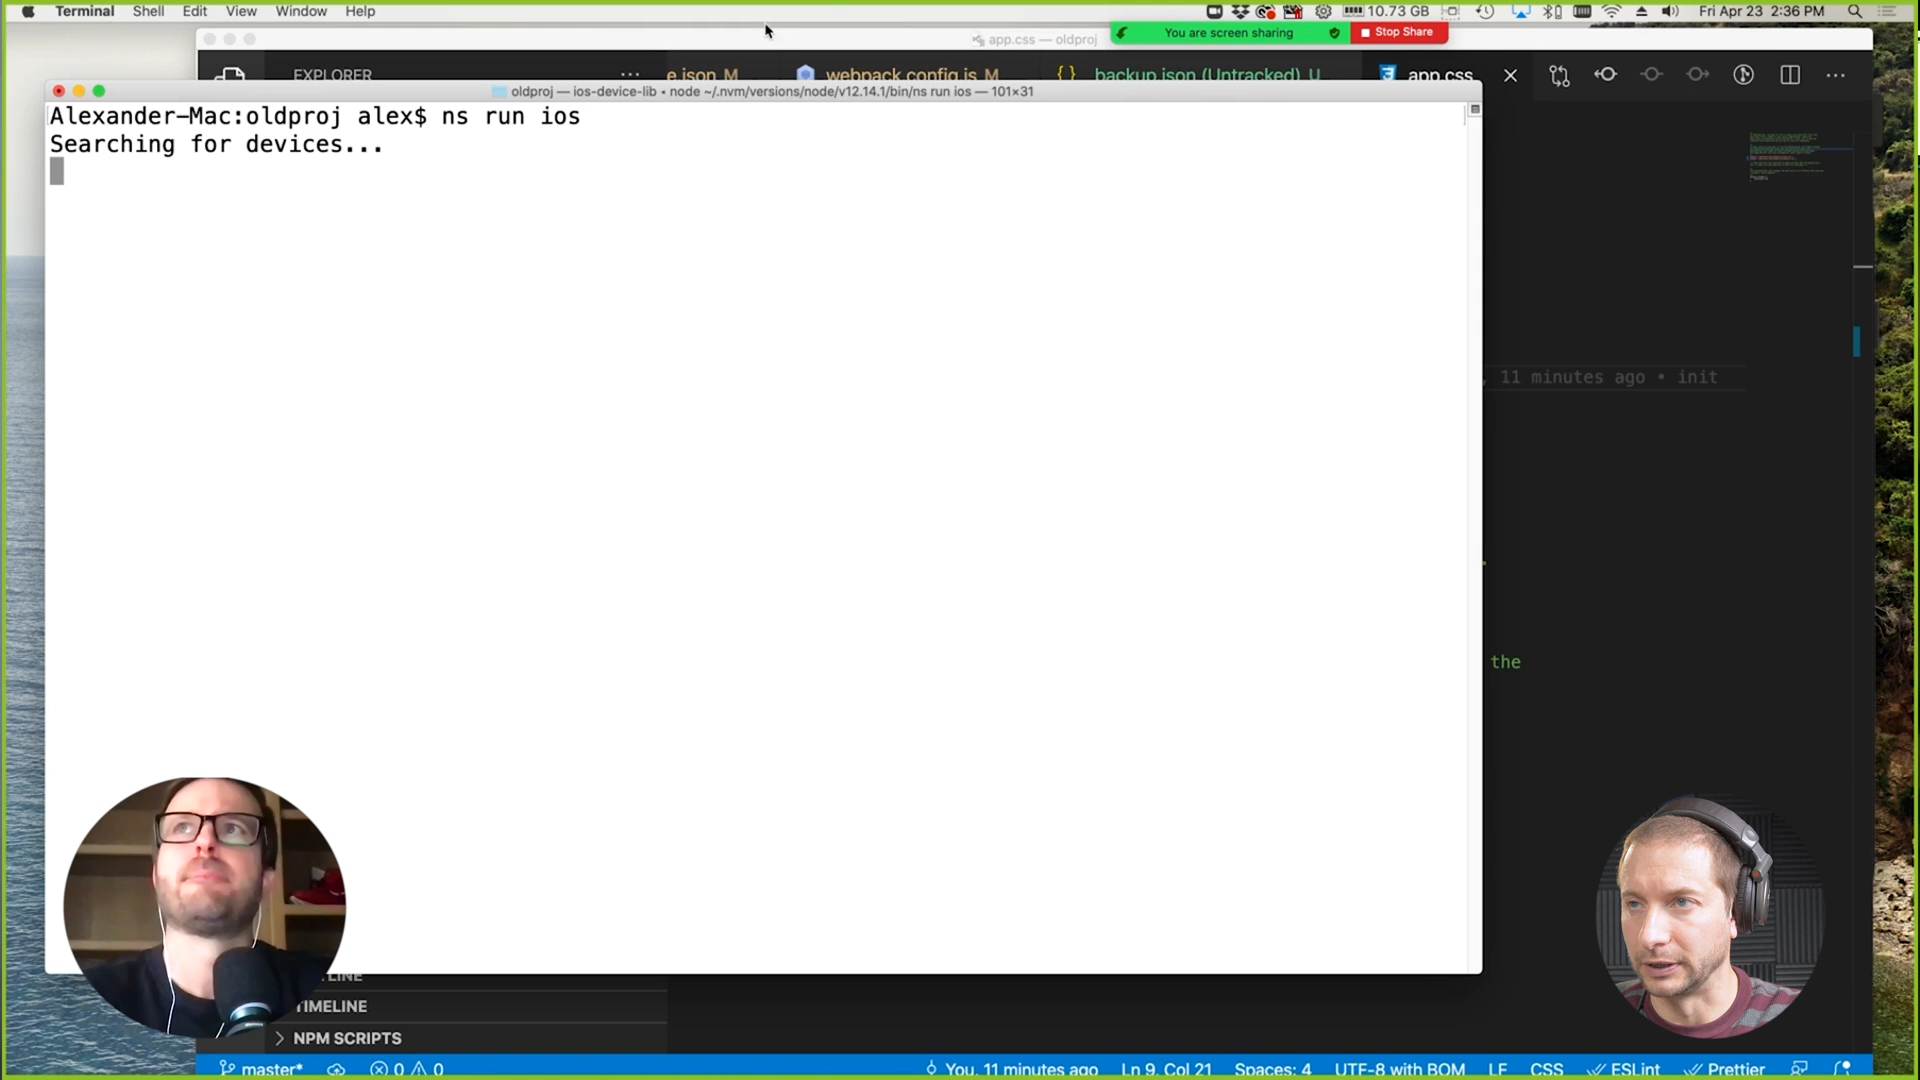 Terminal Shell Edit View Window Help 10.73 GB Fri Apr 23 2:36 PM
You are screen sharing Stop Share
app.css — oldproj
EXPLORER ... e.json M webpack.config.js M {} backup.json (Untracked) U app.css
oldproj — ios-device-lib • node ~/.nvm/versions/node/v12.14.1/bin/ns run ios — 101×31
Alexander-Mac:oldproj alex$ ns run ios
Searching for devices...
, 11 minutes ago • init
the
TIMELINE
NPM SCRIPTS
master* 0 0 You, 11 minutes ago Ln 9, Col 21 Spaces: 4 UTF-8 with BOM LF CSS ESLint Prettier